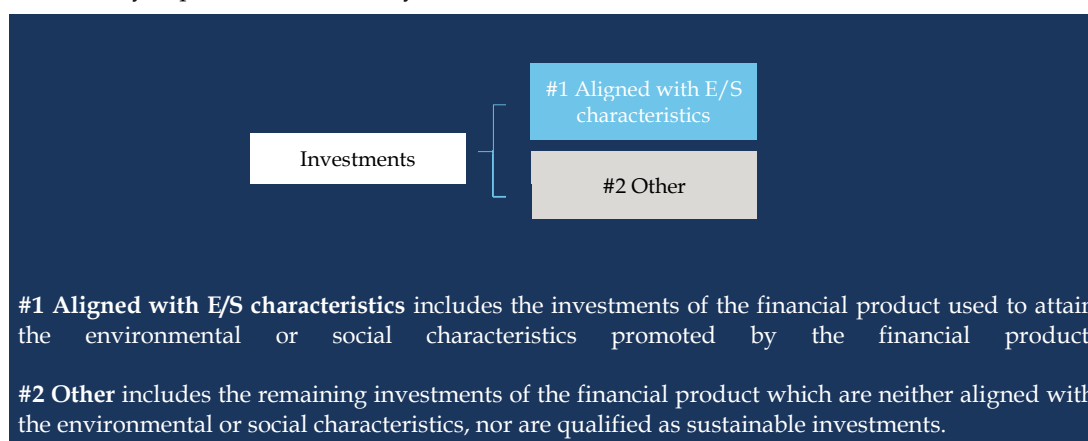 #1 Aligned with E/S
characteristics
Investments
#2 Other
#1 Aligned with E/S characteristics includes the investments of the financial product used to attain
the environmental or social characteristics promoted by the financial product
#2 Other includes the remaining investments of the financial product which are neither aligned with
the environmental or social characteristics, nor are qualified as sustainable investments.